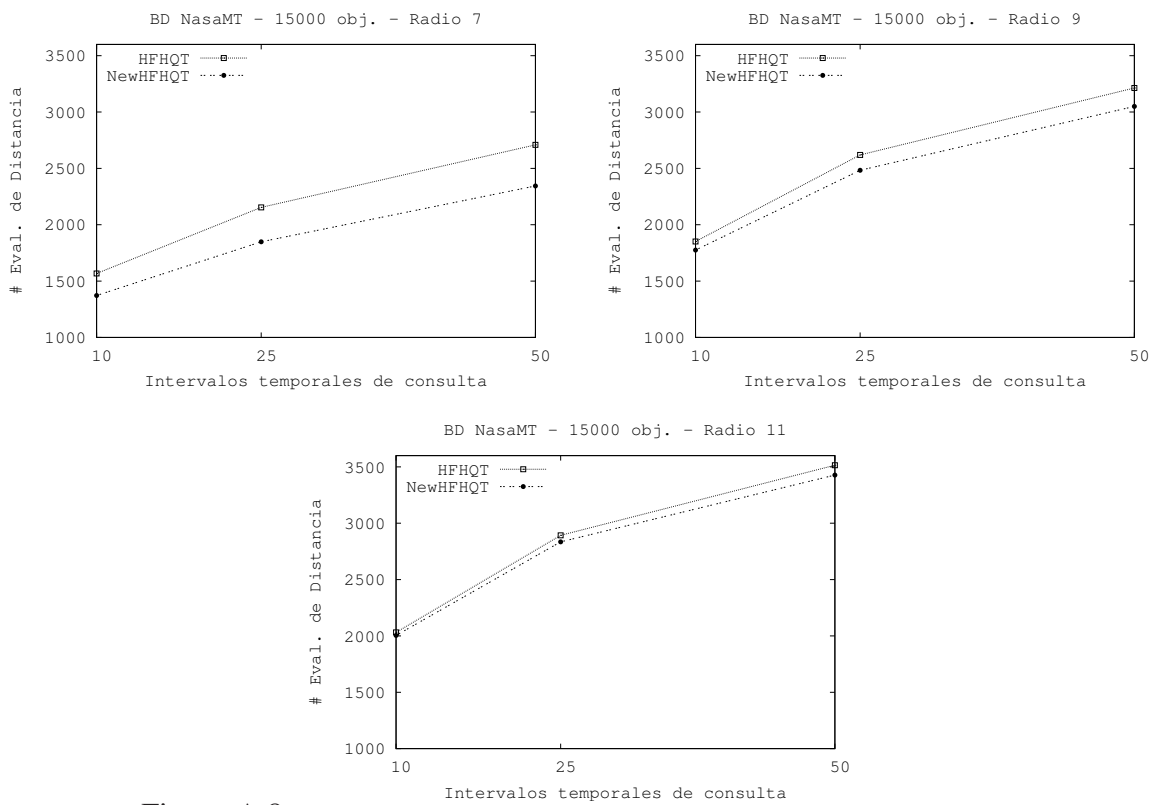 BD NasaMT - 15000 obj. - Radio 7
3500
3000
2500
2000
1500
1000
# Eval. de Distancia
HFHQT
NewHFHQT
10 25 50
Intervalos temporales de consulta
BD NasaMT - 15000 obj. - Radio 9
3500
3000
2500
2000
1500
1000
# Eval. de Distancia
HFHQT
NewHFHQT
10 25 50
Intervalos temporales de consulta
BD NasaMT - 15000 obj. - Radio 11
3500
3000
2500
2000
1500
1000
# Eval. de Distancia
HFHQT
NewHFHQT
10 25 50
Intervalos temporales de consulta